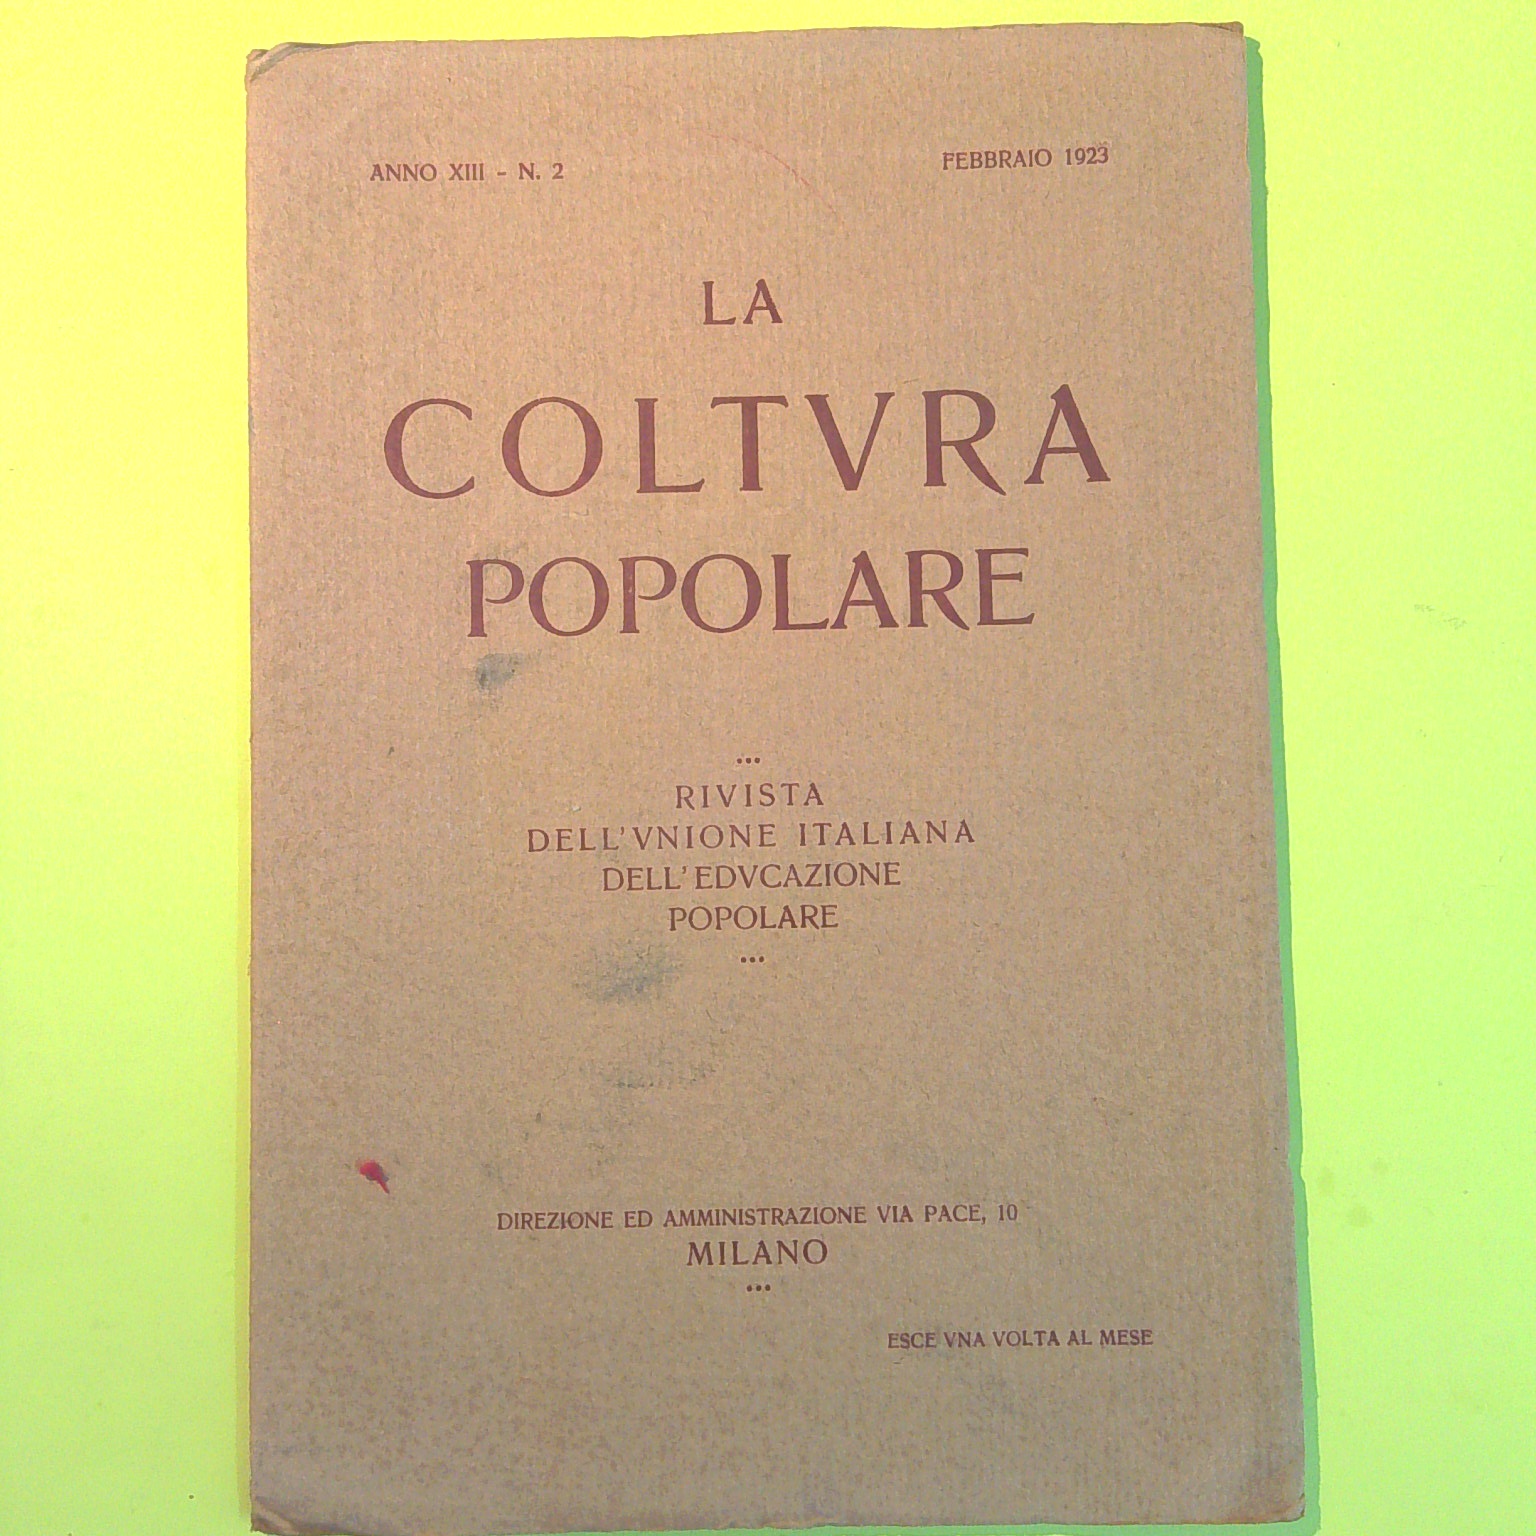 ANNO XIII - N. 2
FEBBRAIO 1923
LA
COLTVRA
POPOLARE
RIVISTA
DELL'VNIONE ITALIANA
DELL'EDVCAZIONE
POPOLARE
DIREZIONE ED AMMINISTRAZIONE VIA PACE, 10
MILANO
ESCE VNA VOLTA AL MESE